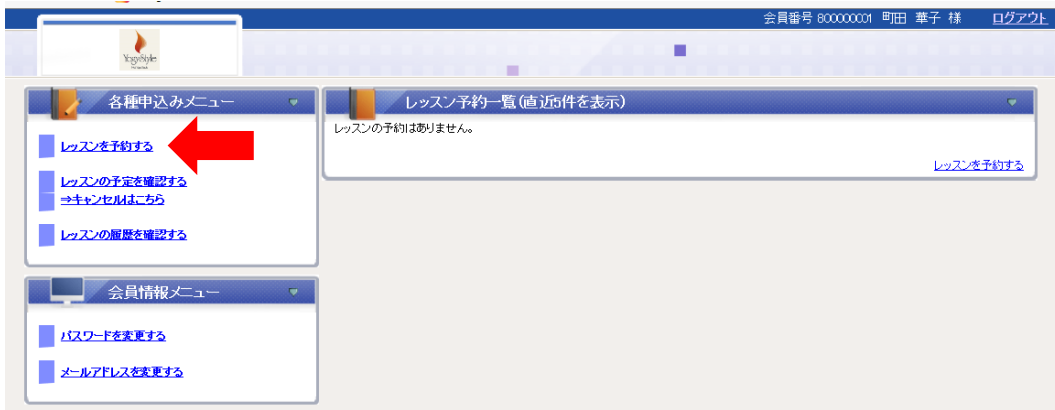 会員番号 80000001 町田 華子 様 ログアウト
YogaStyle
各種申込みメニュー
レッスンを予約する
レッスンの予定を確認する
⇒キャンセルはこちら
レッスンの履歴を確認する
レッスン予約一覧(直近5件を表示)
レッスンの予約はありません。
レッスンを予約する
会員情報メニュー
パスワードを変更する
メールアドレスを変更する